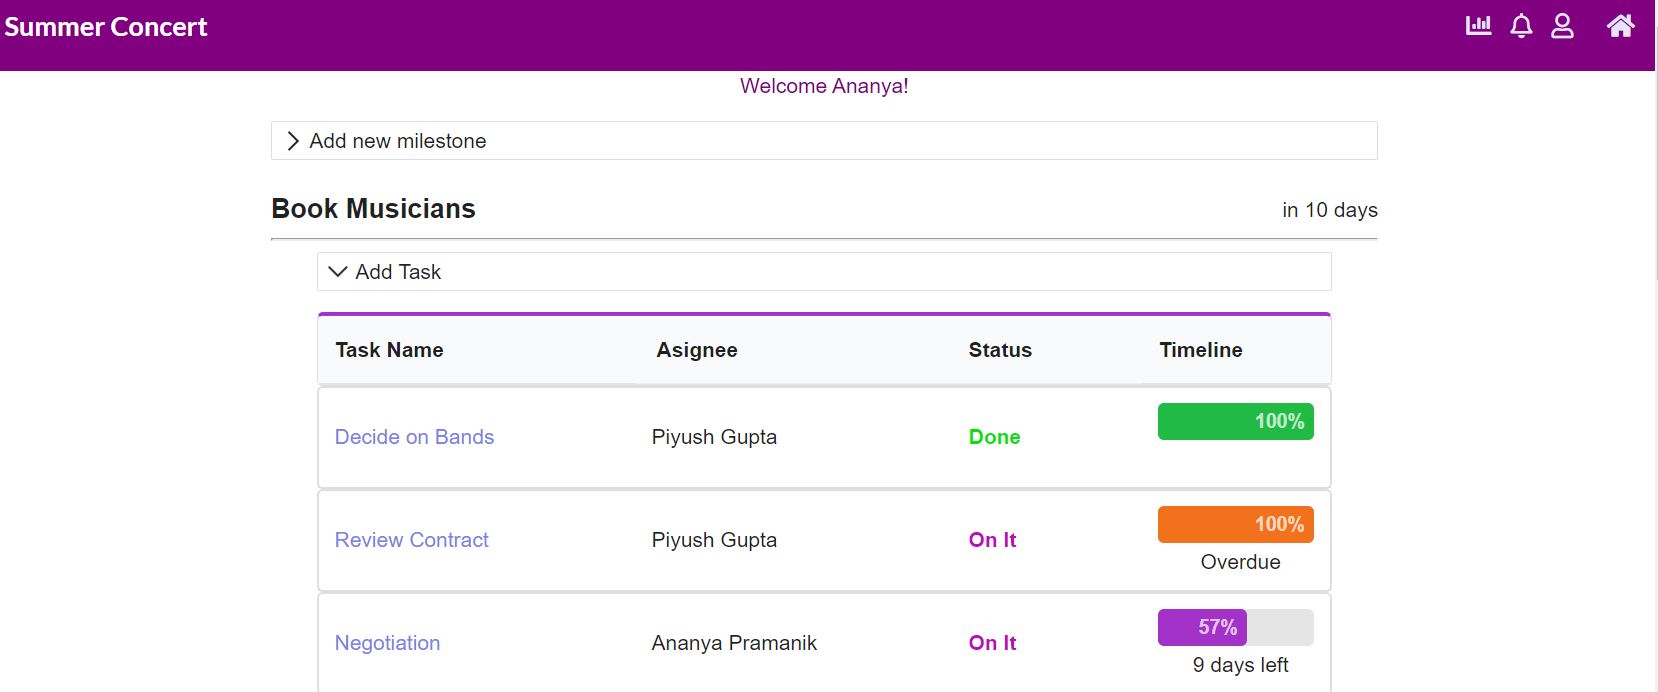 Summer Concert
Welcome Ananya!
Add new milestone
Book Musicians in 10 days
Add Task
Task Name Asignee Status Timeline
Decide on Bands Piyush Gupta Done 100%
Review Contract Piyush Gupta On It 100%
Overdue
Negotiation Ananya Pramanik On It 57%
9 days left